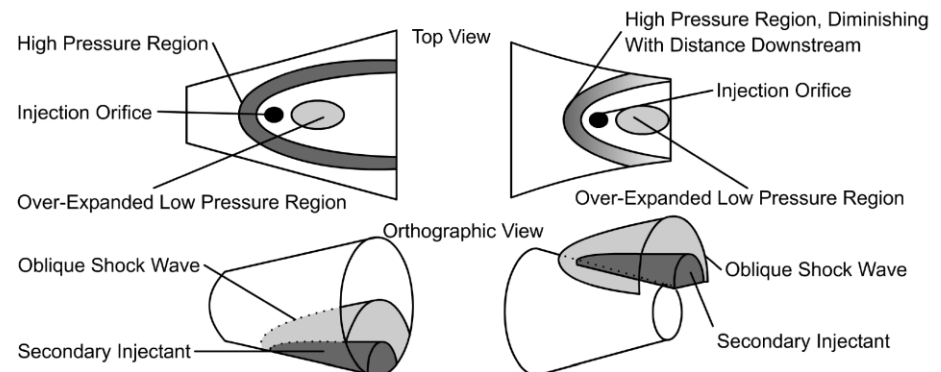 High Pressure Region
Top View
High Pressure Region, Diminishing
With Distance Downstream
Injection Orifice
Injection Orifice
Over-Expanded Low Pressure Region
Over-Expanded Low Pressure Region
Orthographic View
Oblique Shock Wave
Oblique Shock Wave
Secondary Injectant
Secondary Injectant